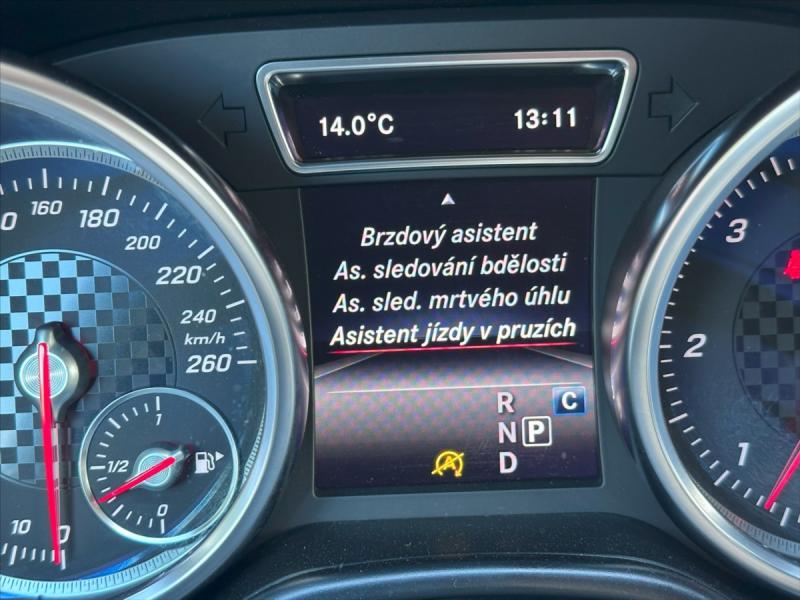 14.0°C
13:11
Brzdový asistent
As. sledování bdělosti
As. sled. mrtvého úhlu
Asistent jízdy v pruzích
R
C
N
P
A
D
160
180
200
220
240
km/h
260
1
1/2
0
10
0
3
2
1